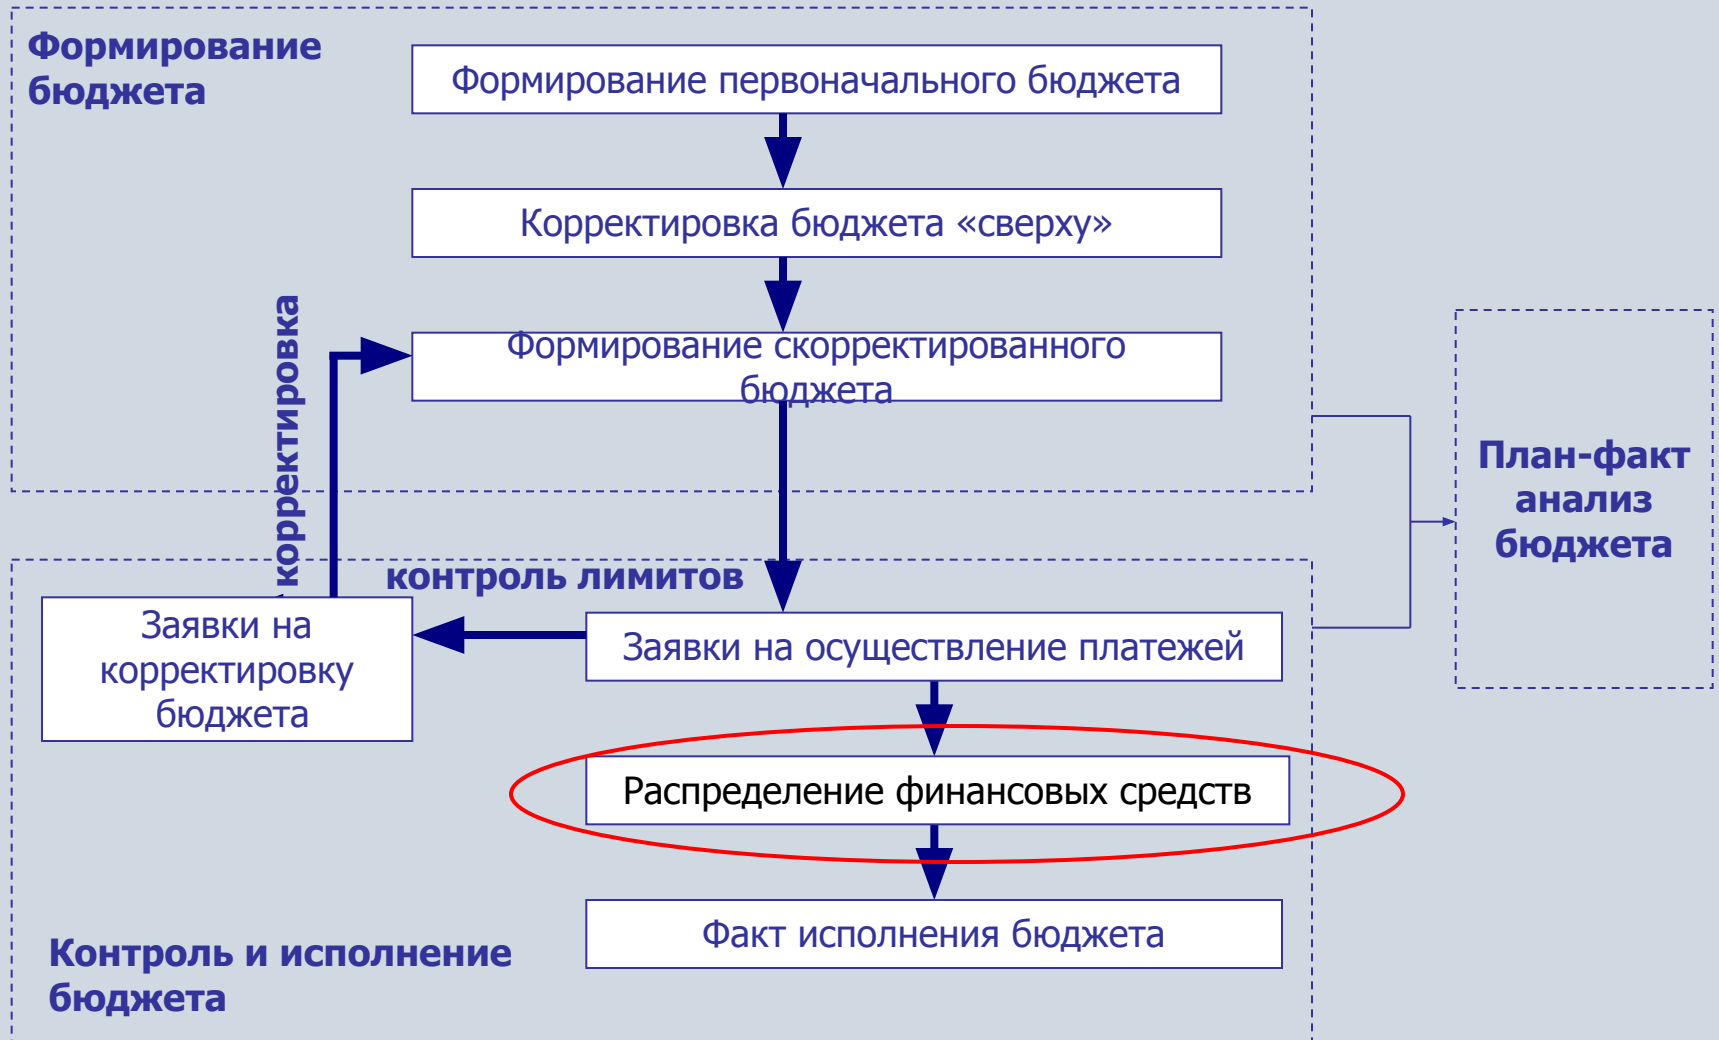 Формирование
бюджета
Формирование первоначального бюджета
Корректировка бюджета «сверху»
Формирование скорректированного
бюджета
корректировка
План-факт
анализ
бюджета
контроль лимитов
Заявки на
корректировку
бюджета
Заявки на осуществление платежей
Распределение финансовых средств
Факт исполнения бюджета
Контроль и исполнение
бюджета